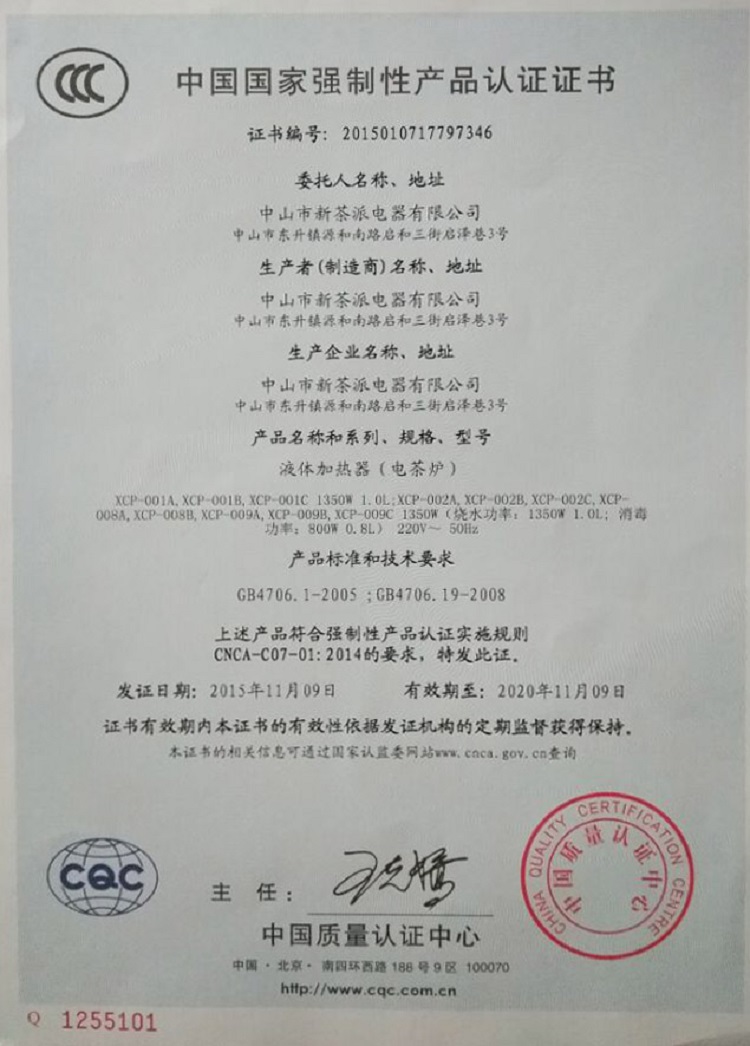 CCC
中国国家强制性产品认证证书
证书编号: 2015010717797346
委托人名称、地址
中山市新茶派电器有限公司
中山市东升镇源和南路启和三街启泽巷3号
生产者(制造商)名称、地址
中山市新茶派电器有限公司
中山市东升镇源和南路启和三街启泽巷3号
生产企业名称、地址
中山市新茶派电器有限公司
中山市东升镇源和南路启和三街启泽巷3号
产品名称和系列、规格、型号
液体加热器(电茶炉)
XCP-001A, XCP-001B, XCP-001C 1350W 1.0L;XCP-002A, XCP-002B, XCP-002C, XCP-
008A, XCP-008B, XCP-009A, XCP-009B, XCP-009C 1350W(烧水功率: 1350W 1.0L; 消毒
功率: 800W 0.8L) 220V~ 50Hz
产品标准和技术要求
GB4706.1-2005 ;GB4706.19-2008
上述产品符合强制性产品认证实施规则
CNCA-C07-01:2014的要求, 特发此证。
发证日期: 2015年11月09日 有效期至: 2020年11月09日
证书有效期内本证书的有效性依据发证机构的定期监督获得保持。
本证书的相关信息可通过国家认监委网站www.cnca.gov.cn查询
CQC
主 任:
中国质量认证中心
中国·北京·南四环西路188号9区 100070
http://www.cqc.com.cn
CHINA QUALITY CERTIFICATION CENTRE
中国质量认证中心
Q 1255101